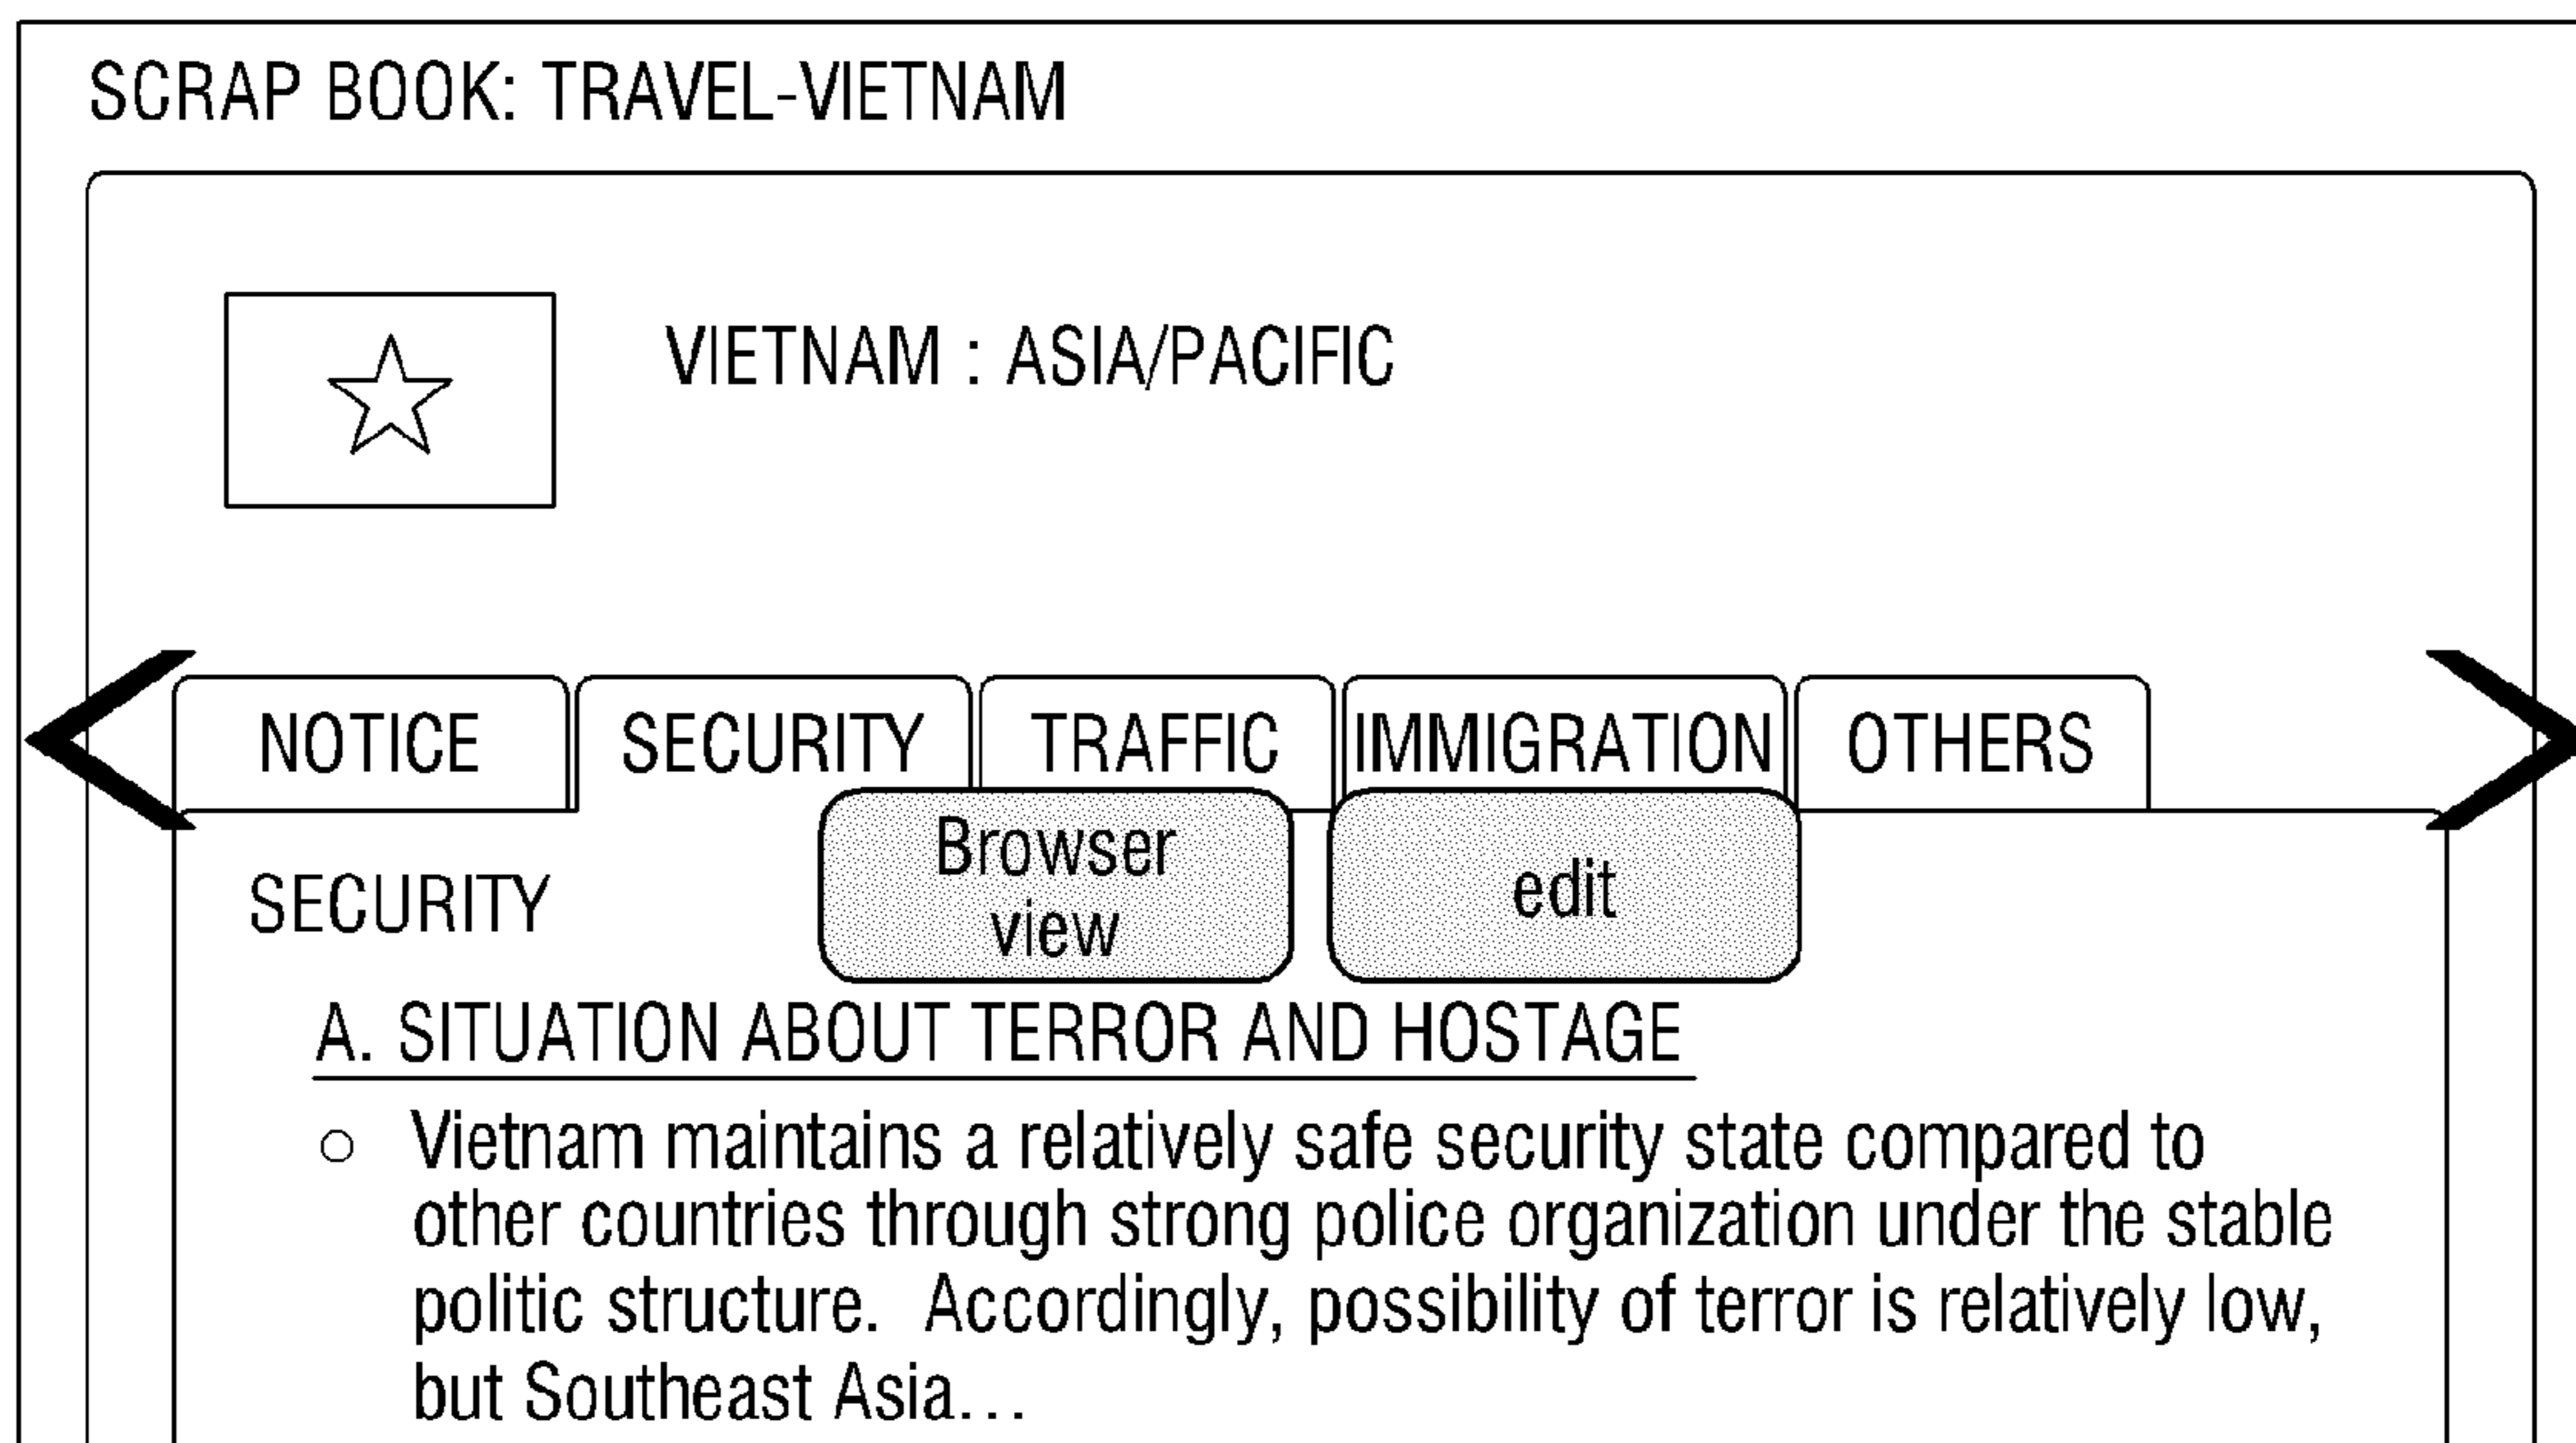 SCRAP BOOK: TRAVEL-VIETNAM
VIETNAM : ASIA/PACIFIC
NOTICE SECURITY TRAFFIC IMMIGRATION OTHERS
Browser
view
edit
SECURITY
A. SITUATION ABOUT TERROR AND HOSTAGE
○ Vietnam maintains a relatively safe security state compared to
other countries through strong police organization under the stable
politic structure. Accordingly, possibility of terror is relatively low,
but Southeast Asia...